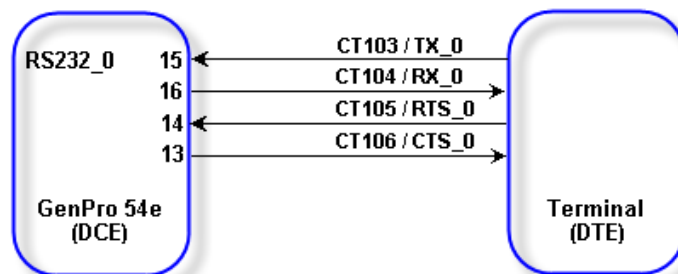 CT103 / TX_0
RS232_0
15
CT104 / RX_0
16
CT105 / RTS_0
14
CT106 / CTS_0
13
GenPro 54e
(DCE)
Terminal
(DTE)